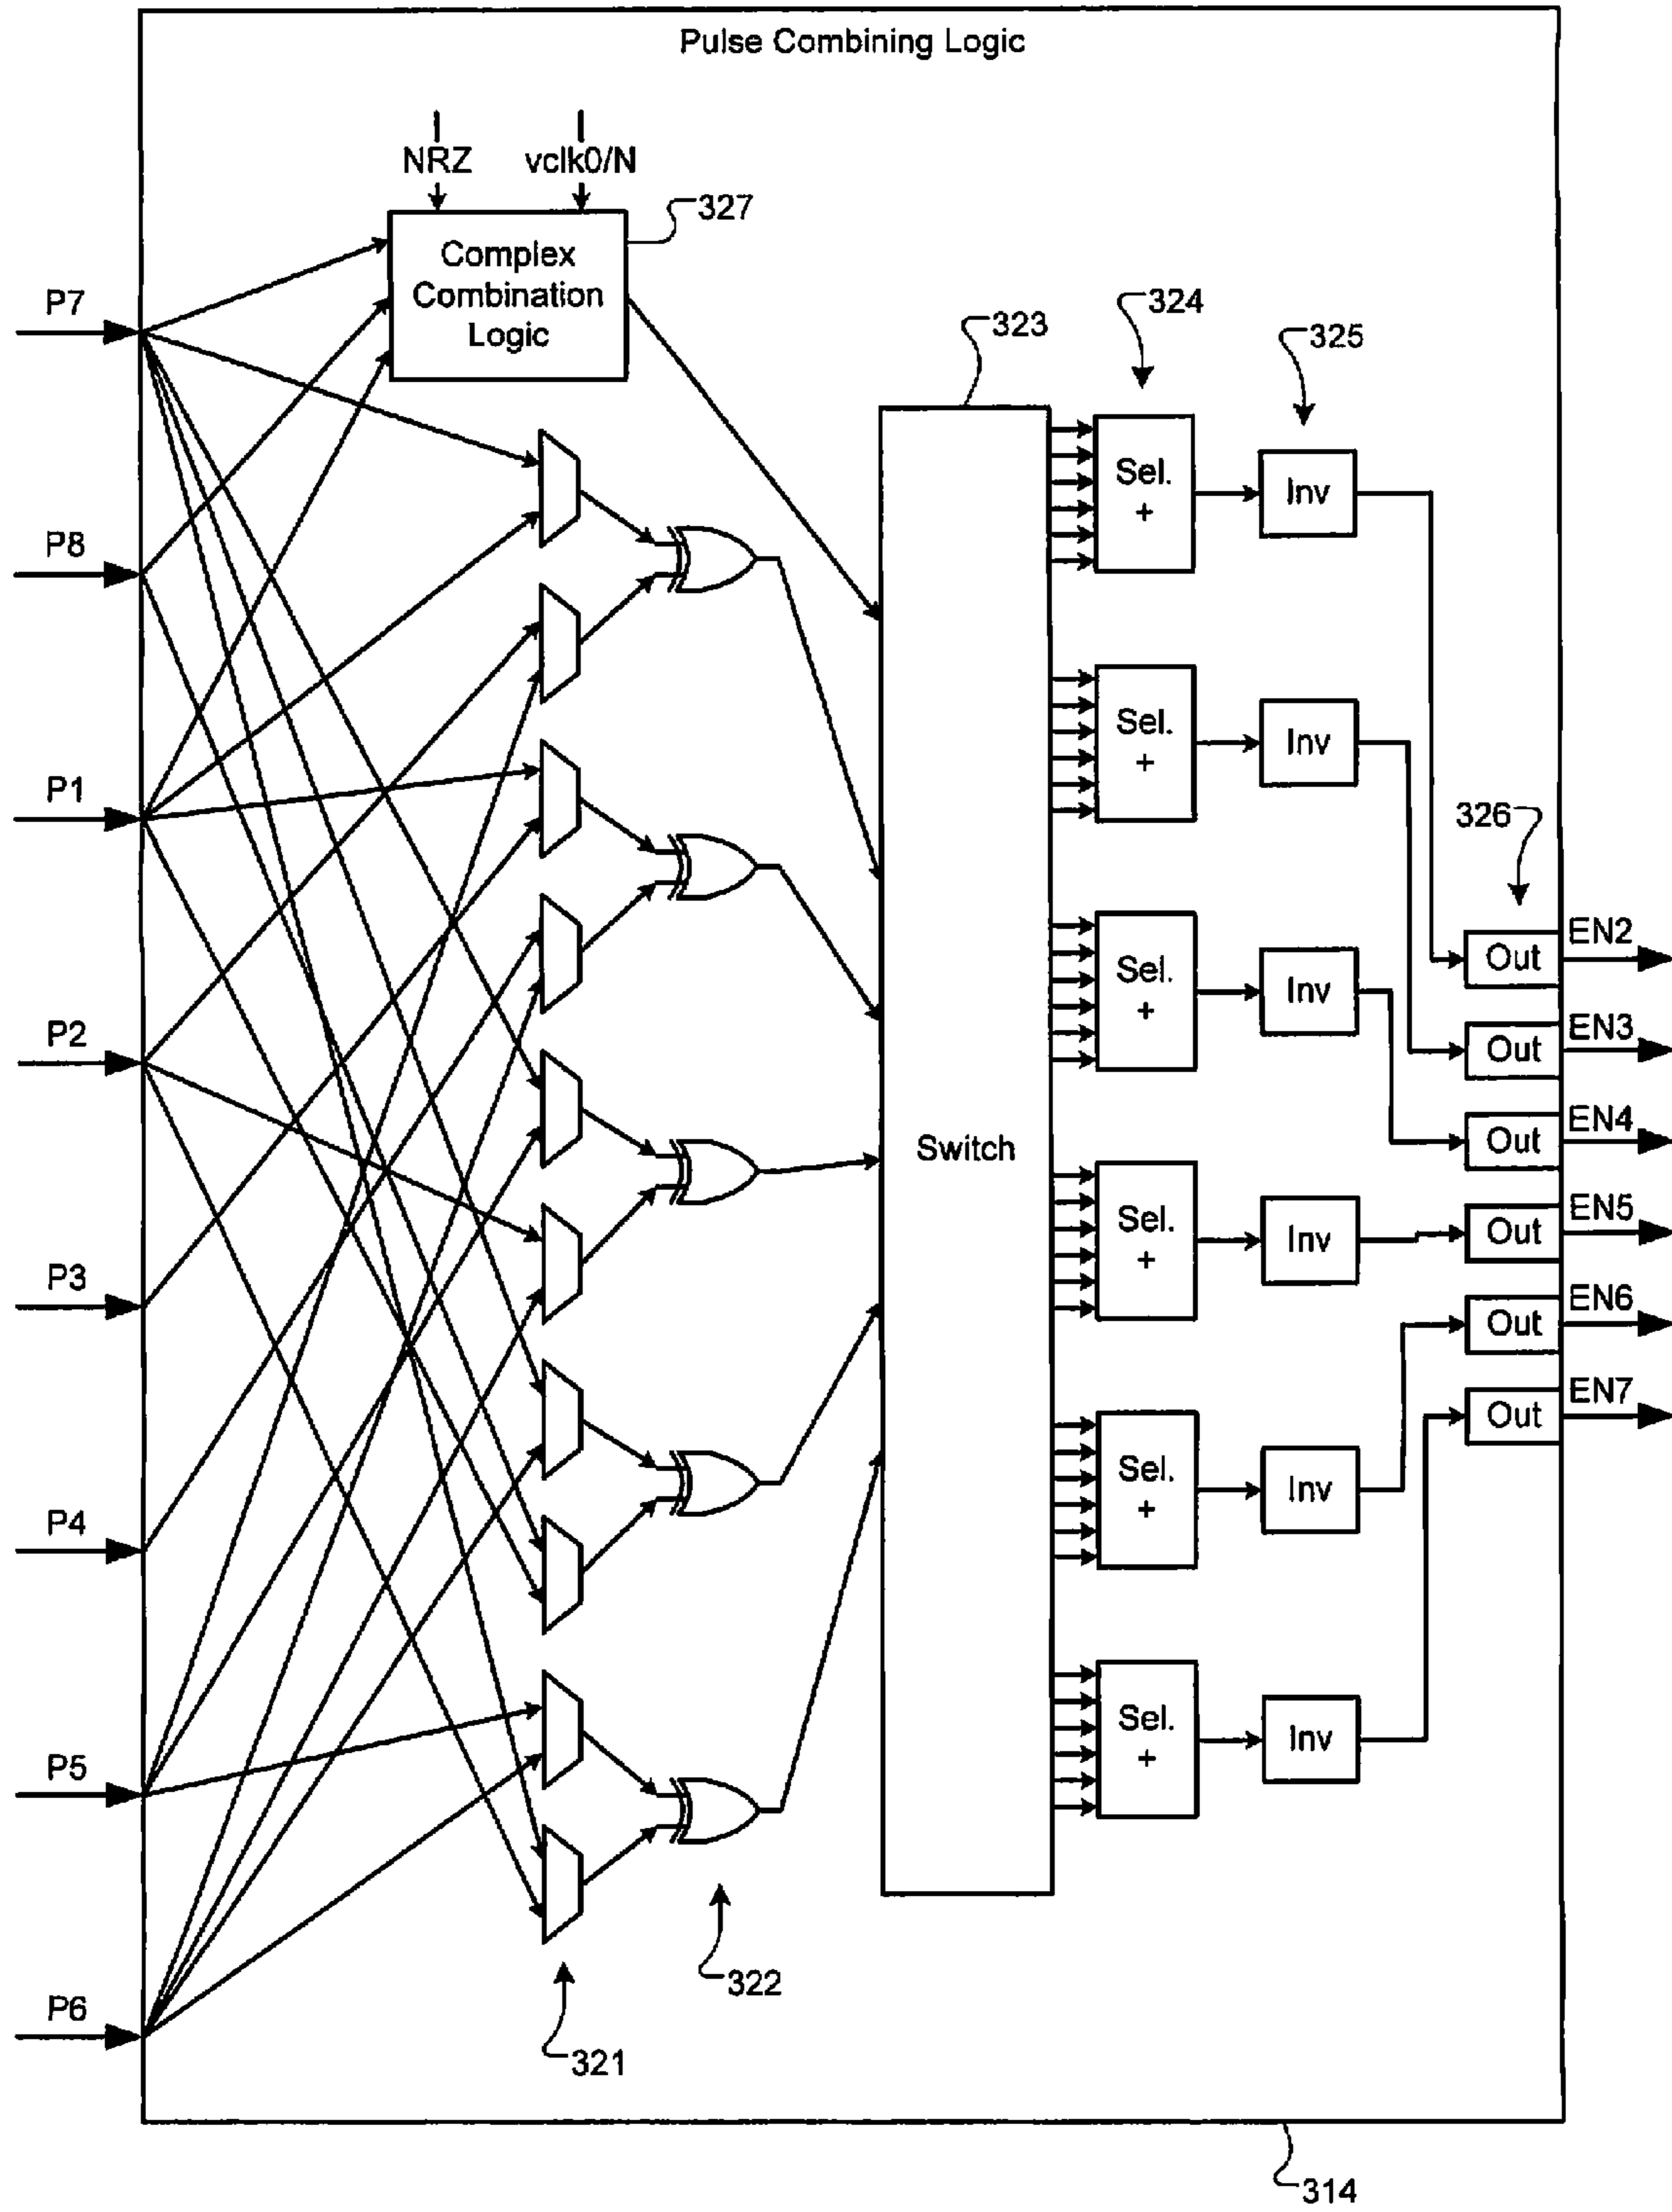 Pulse Combining Logic
NRZ
vclk0/N
327
Complex
Combination
Logic
P7
324
323
325
Sel.
+
Inv
P8
Sel.
+
Inv
P1
326
EN2
Out
Sel.
+
Inv
EN3
Out
P2
EN4
Out
Switch
EN5
Out
Sel.
+
Inv
P3
EN6
Out
EN7
Out
Sel.
+
Inv
P4
Sel.
+
Inv
P5
322
P6
321
314